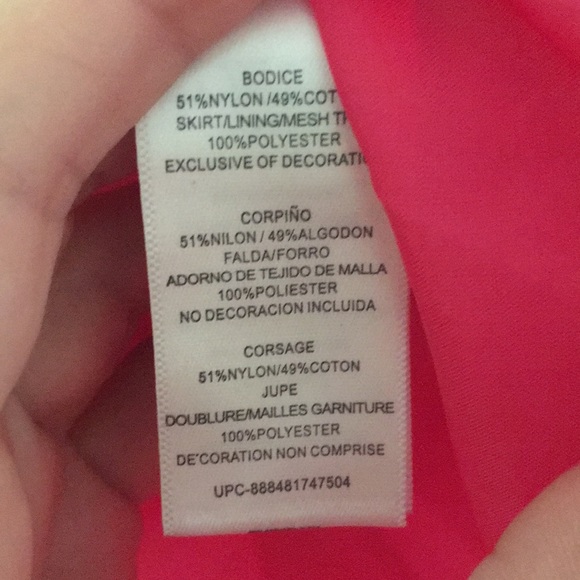 BODICE
51%NYLON /49%COT
SKIRT/LINING/MESH
100%POLYESTER
EXCLUSIVE OF DECORATI
CORPIÑO
51%NILON / 49%ALGODON
FALDA/FORRO
ADORNO DE TEJIDO DE MALLA
100%POLIESTER
NO DECORACION INCLUIDA
CORSAGE
51%NYLON/49%COTON
JUPE
DOUBLURE/MAILLES GARNITURE
100%POLYESTER
DE'CORATION NON COMPRISE
UPC-888481747504